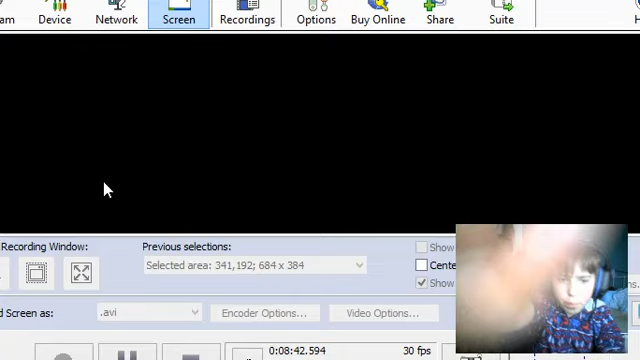 Device Network Screen Recordings Options Buy Online Share Suite
Recording Window: Previous selections: Show
Selected area: 341,192; 684 x 384 Cente
Show
d Screen as: .avi Encoder Options... Video Options...
0:08:42.594 30 fps